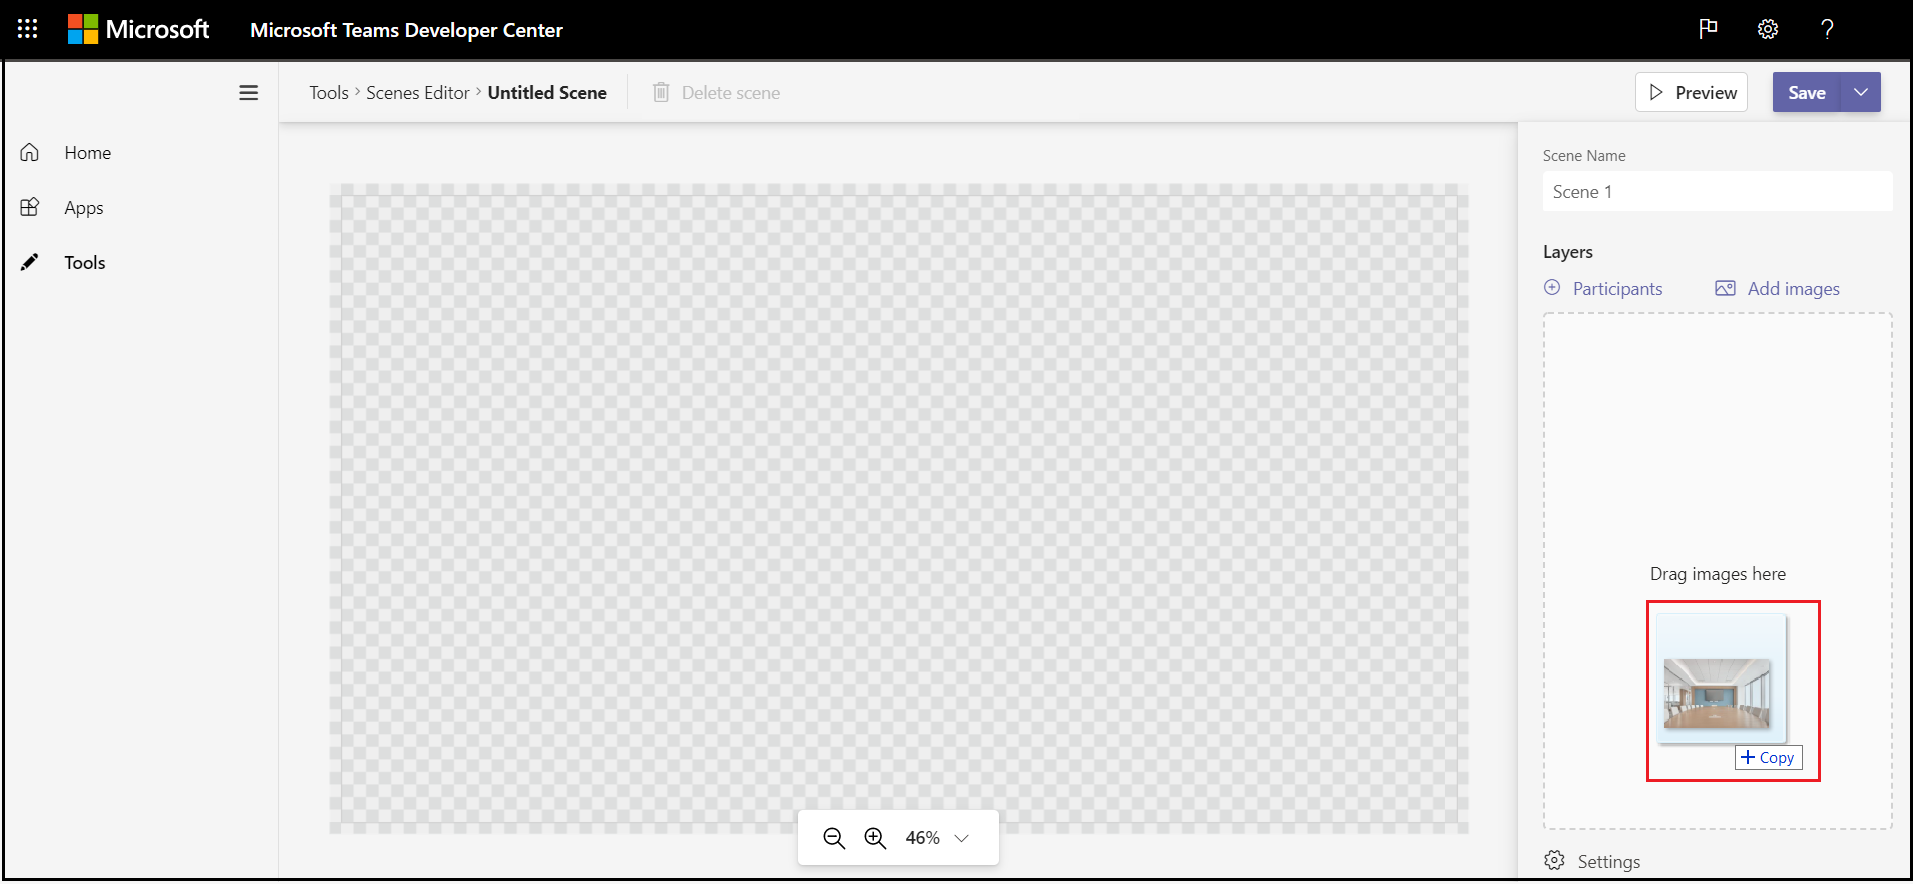 Microsoft Microsoft Teams Developer Center
Tools > Scenes Editor > Untitled Scene Delete scene Preview Save
Home
Apps
Tools
Scene Name
Scene 1
Layers
Participants Add images
Drag images here
Copy
46%
Settings